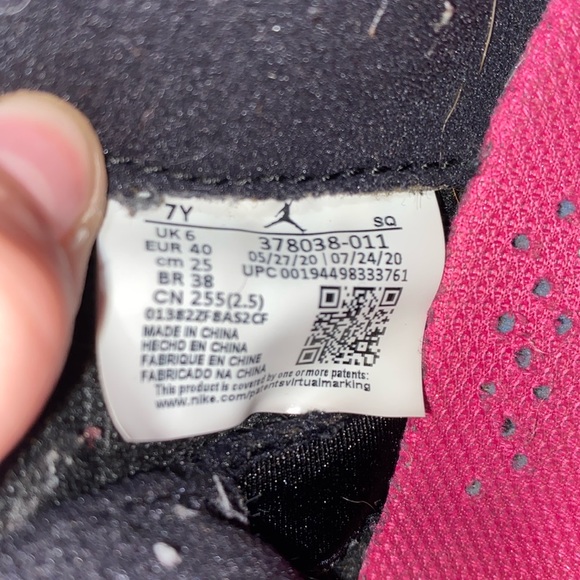 7Y SQ
UK 6 378038-011
EUR 40 05/27/20 07/24/20
cm 25 UPC 00194498333761
BR 38
CN 255(2.5)
01382ZF8AS2CF
MADE IN CHINA
HECHO EN CHINA
FABRIQUE EN CHINE
FABRICADO NA CHINA
This product is covered by one or more patents:
www.nike.com/patentsvirtualmarking